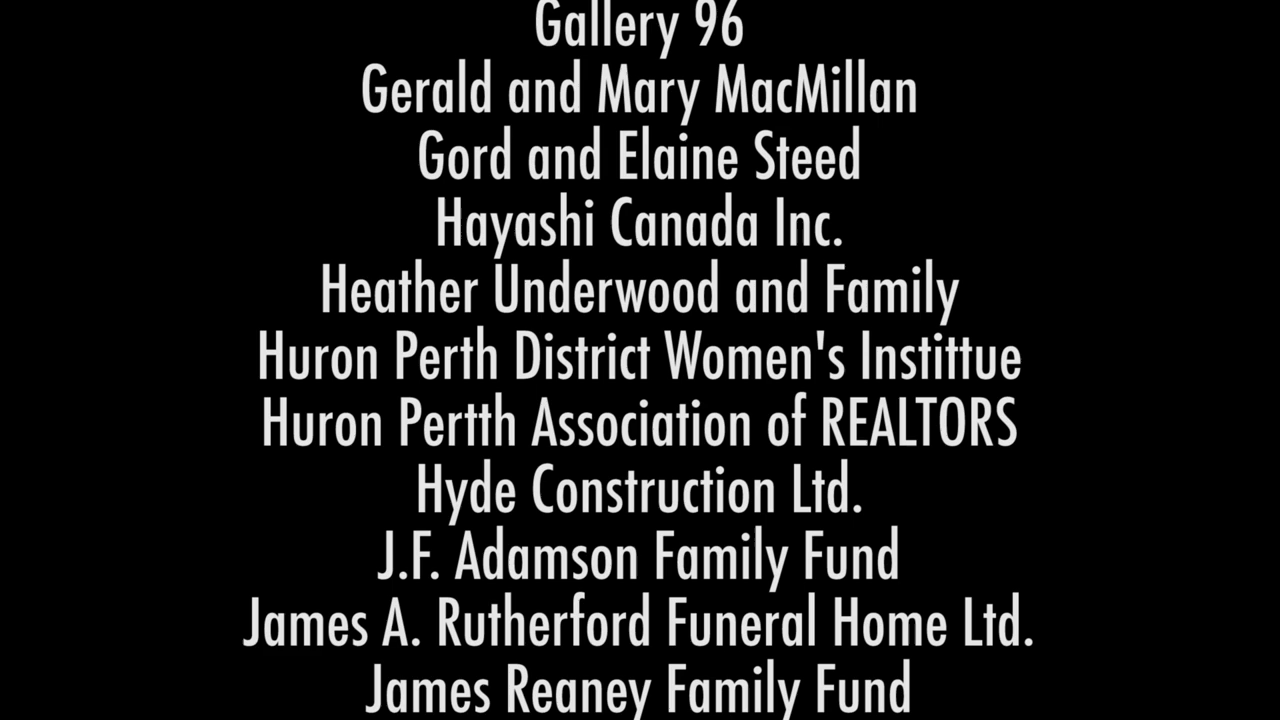 Gallery 96
Gerald and Mary MacMillan
Gord and Elaine Steed
Hayashi Canada Inc.
Heather Underwood and Family
Huron Perth District Women's Instittue
Huron Pertth Association of REALTORS
Hyde Construction Ltd.
J.F. Adamson Family Fund
James A. Rutherford Funeral Home Ltd.
James Reaney Family Fund